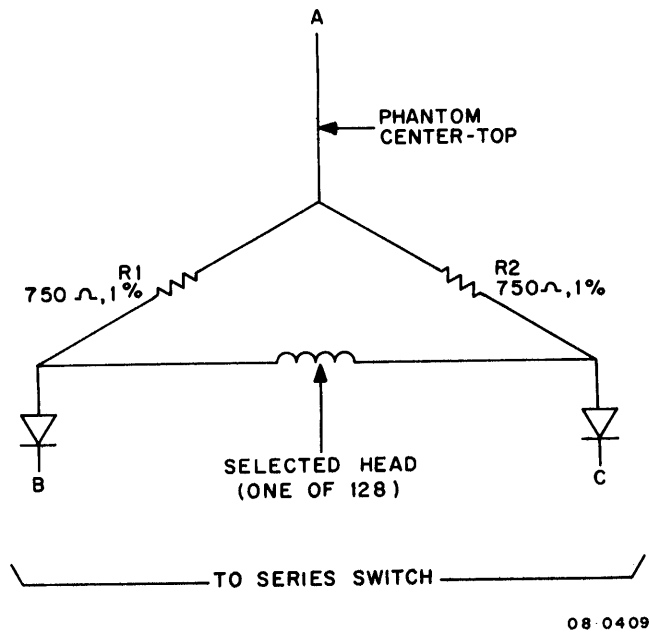 A
PHANTOM
CENTER-TOP
R1
750 Ω, 1%
R2
750 Ω, 1%
SELECTED HEAD
(ONE OF 128)
B
C
TO SERIES SWITCH
08-0409